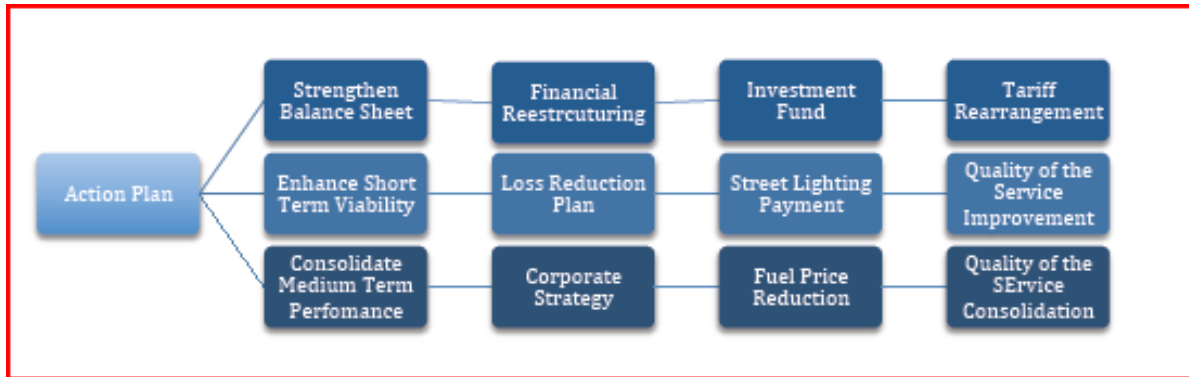 Action Plan
Strengthen
Balance Sheet
Financial
Reestrcuturing
Investment
Fund
Tariff
Rearrangement
Enhance Short
Term Viability
Loss Reduction
Plan
Street Lighting
Payment
Quality of the
Service
Improvement
Consolidate
Medium Term
Perfomance
Corporate
Strategy
Fuel Price
Reduction
Quality of the
SErvice
Consolidation